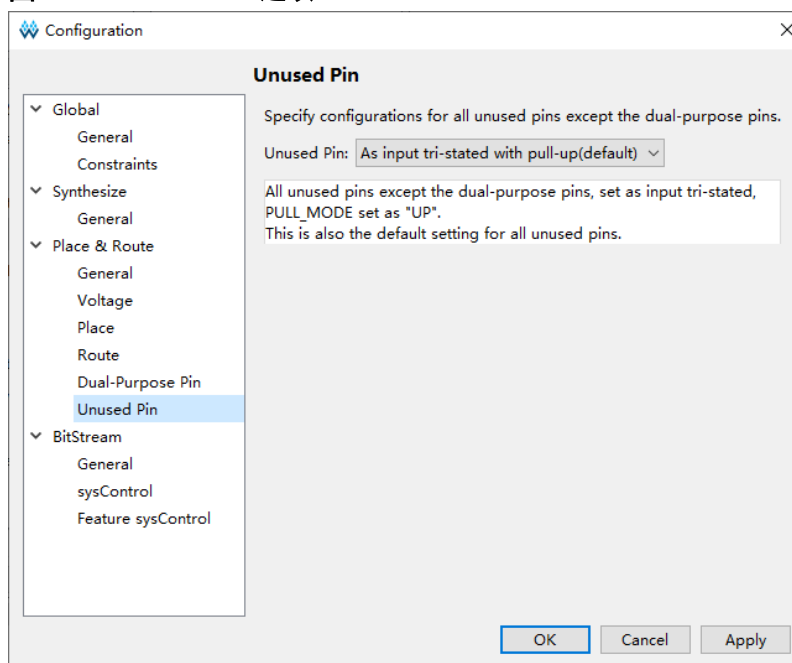 Configuration
Unused Pin
Global
General
Constraints
Synthesize
General
Place & Route
General
Voltage
Place
Route
Dual-Purpose Pin
Unused Pin
BitStream
General
sysControl
Feature sysControl
Specify configurations for all unused pins except the dual-purpose pins.
Unused Pin: As input tri-stated with pull-up(default)
All unused pins except the dual-purpose pins, set as input tri-stated,
PULL_MODE set as "UP".
This is also the default setting for all unused pins.
OK Cancel Apply